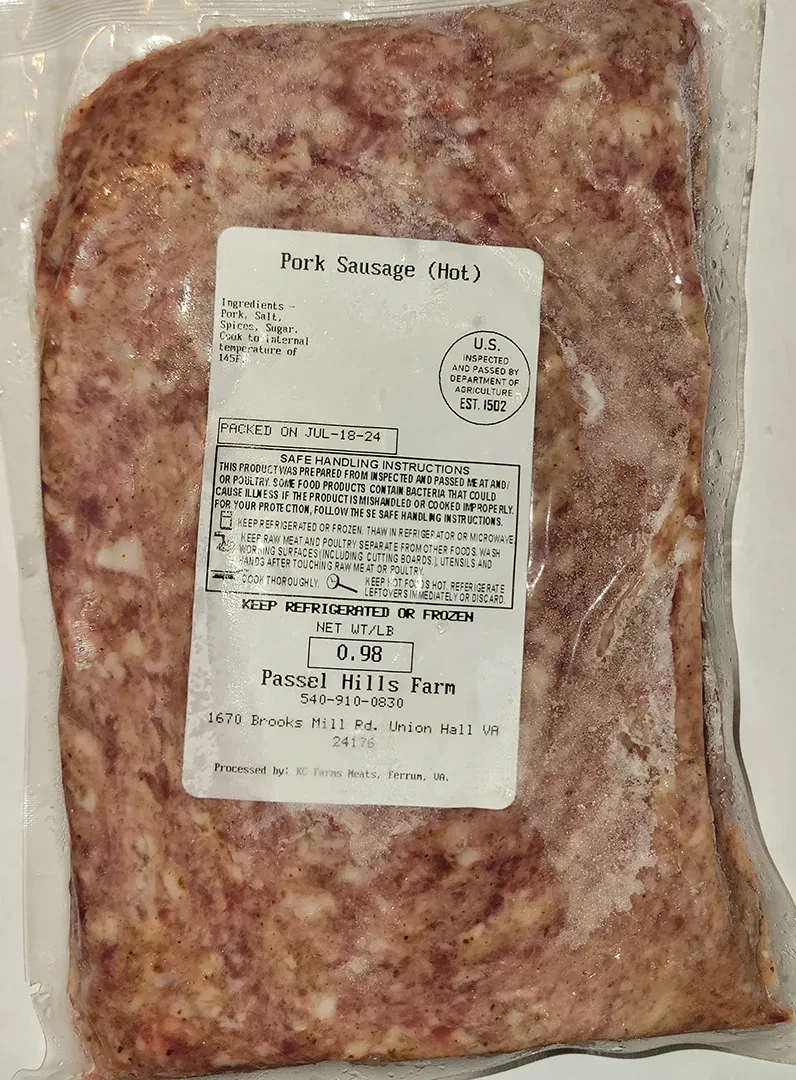 Pork Sausage (Hot)
Ingredients -
Pork, Salt,
Spices, Sugar.
Cook to internal
temperature of
145F.
U.S.
INSPECTED
AND PASSED BY
DEPARTMENT OF
AGRICULTURE
EST. 1502
PACKED ON JUL-18-24
SAFE HANDLING INSTRUCTIONS
THIS PRODUCT WAS PREPARED FROM INSPECTED AND PASSED MEAT AND/
OR POULTRY. SOME FOOD PRODUCTS CONTAIN BACTERIA THAT COULD
CAUSE ILLNESS IF THE PRODUCT IS MISHANDLED OR COOKED IMPROPERLY.
FOR YOUR PROTECTION, FOLLOW THESE SAFE HANDLING INSTRUCTIONS.
KEEP REFRIGERATED OR FROZEN. THAW IN REFRIGERATOR OR MICROWAVE.
KEEP RAW MEAT AND POULTRY SEPARATE FROM OTHER FOODS. WASH
WORKING SURFACES (INCLUDING CUTTING BOARDS), UTENSILS AND
HANDS AFTER TOUCHING RAW MEAT OR POULTRY.
COOK THOROUGHLY.
KEEP HOT FOODS HOT. REFRIGERATE
LEFTOVERS IMMEDIATELY OR DISCARD.
KEEP REFRIGERATED OR FROZEN
NET WT/LB
0.98
Passel Hills Farm
540-910-0830
1670 Brooks Mill Rd. Union Hall VA
24176
Processed by: KC Farms Meats, Ferrum, VA.